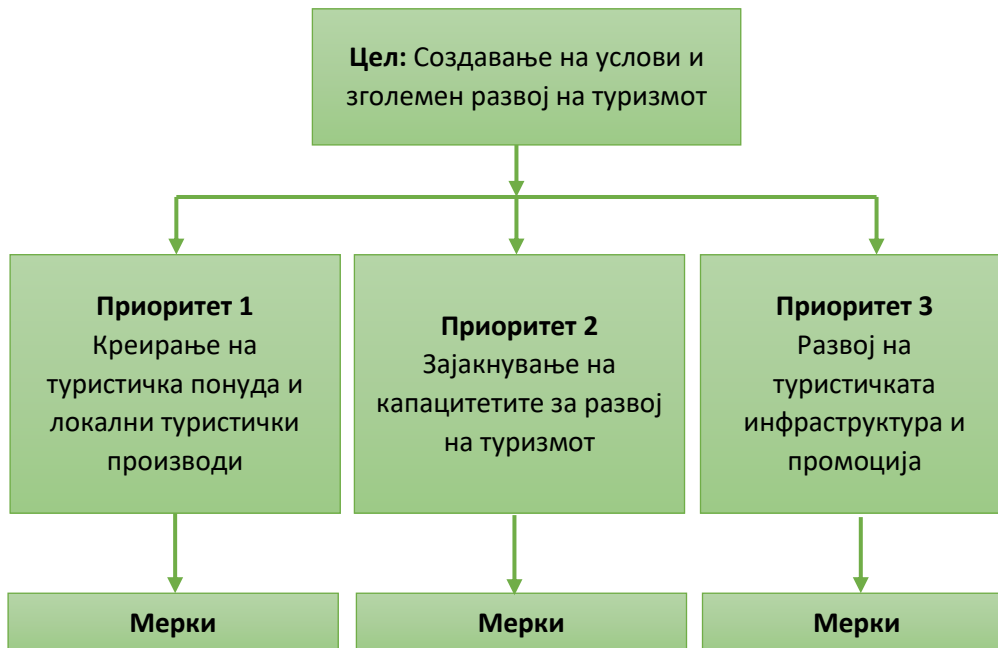 Цел: Создавање на услови и
зголемен развој на туризмот
Приоритет 1
Креирање на
туристичка понуда и
локални туристички
производи
Приоритет 2
Зајакнување на
капацитетите за развој
на туризмот
Приоритет 3
Развој на
туристичката
инфраструктура и
промоција
Мерки
Мерки
Мерки